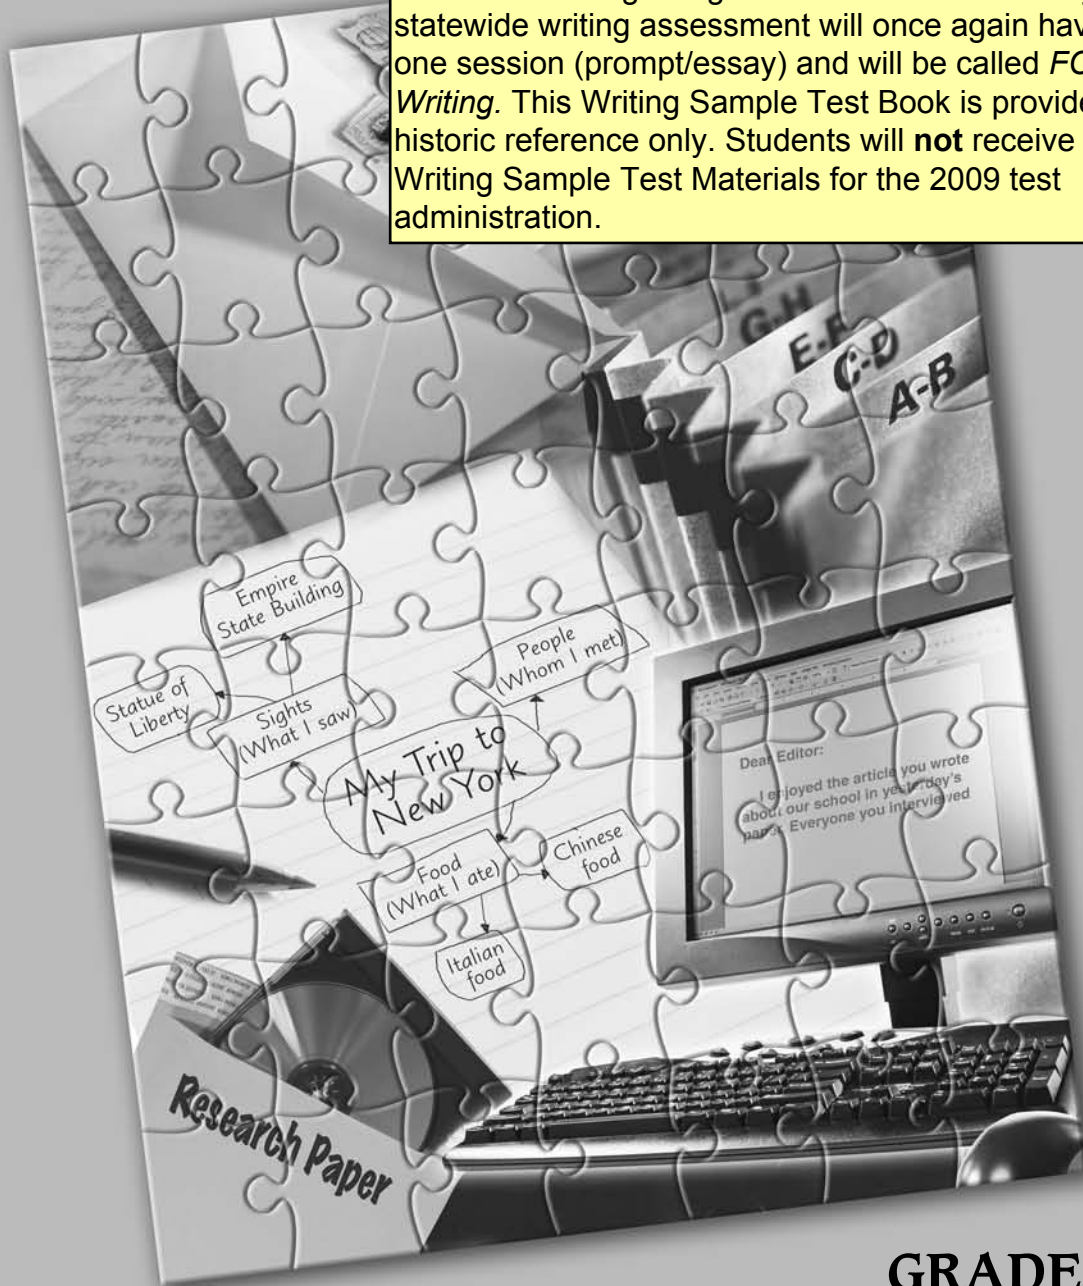 statewide writing assessment will once again
one session (prompt/essay) and will be called
Writing. This Writing Sample Test Book is
historic reference only. Students will not receive
Writing Sample Test Materials for the 2009 test
administration.
G-H
E-F
C-D
A-B
Empire
State Building
People
(Whom I met)
Statue of
Liberty
Sights
(What I saw)
My Trip to
New York
Dear Editor:
I enjoyed the article you wrote
about our school in yesterday's
paper. Everyone you interviewed
Food
(What I ate)
Chinese
food
Italian
food
Research Paper
GRADE